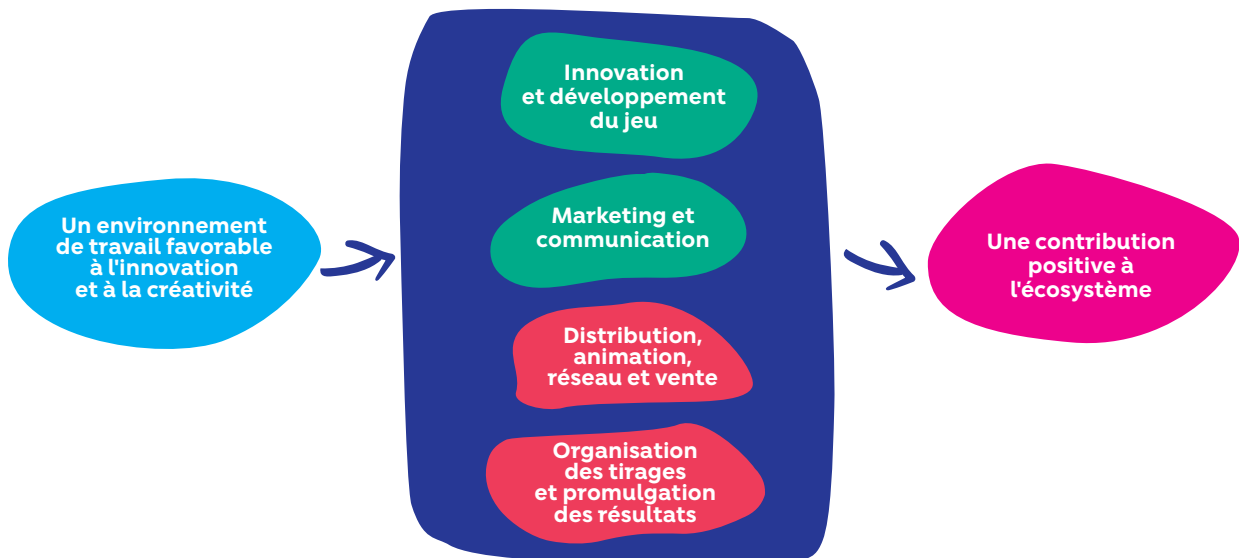 Un environnement
de travail favorable
à l'innovation
et à la créativité
Innovation
et développement
du jeu
Marketing et
communication
Distribution,
animation,
réseau et vente
Organisation
des tirages
et promulgation
des résultats
Une contribution
positive à
l'écosystème